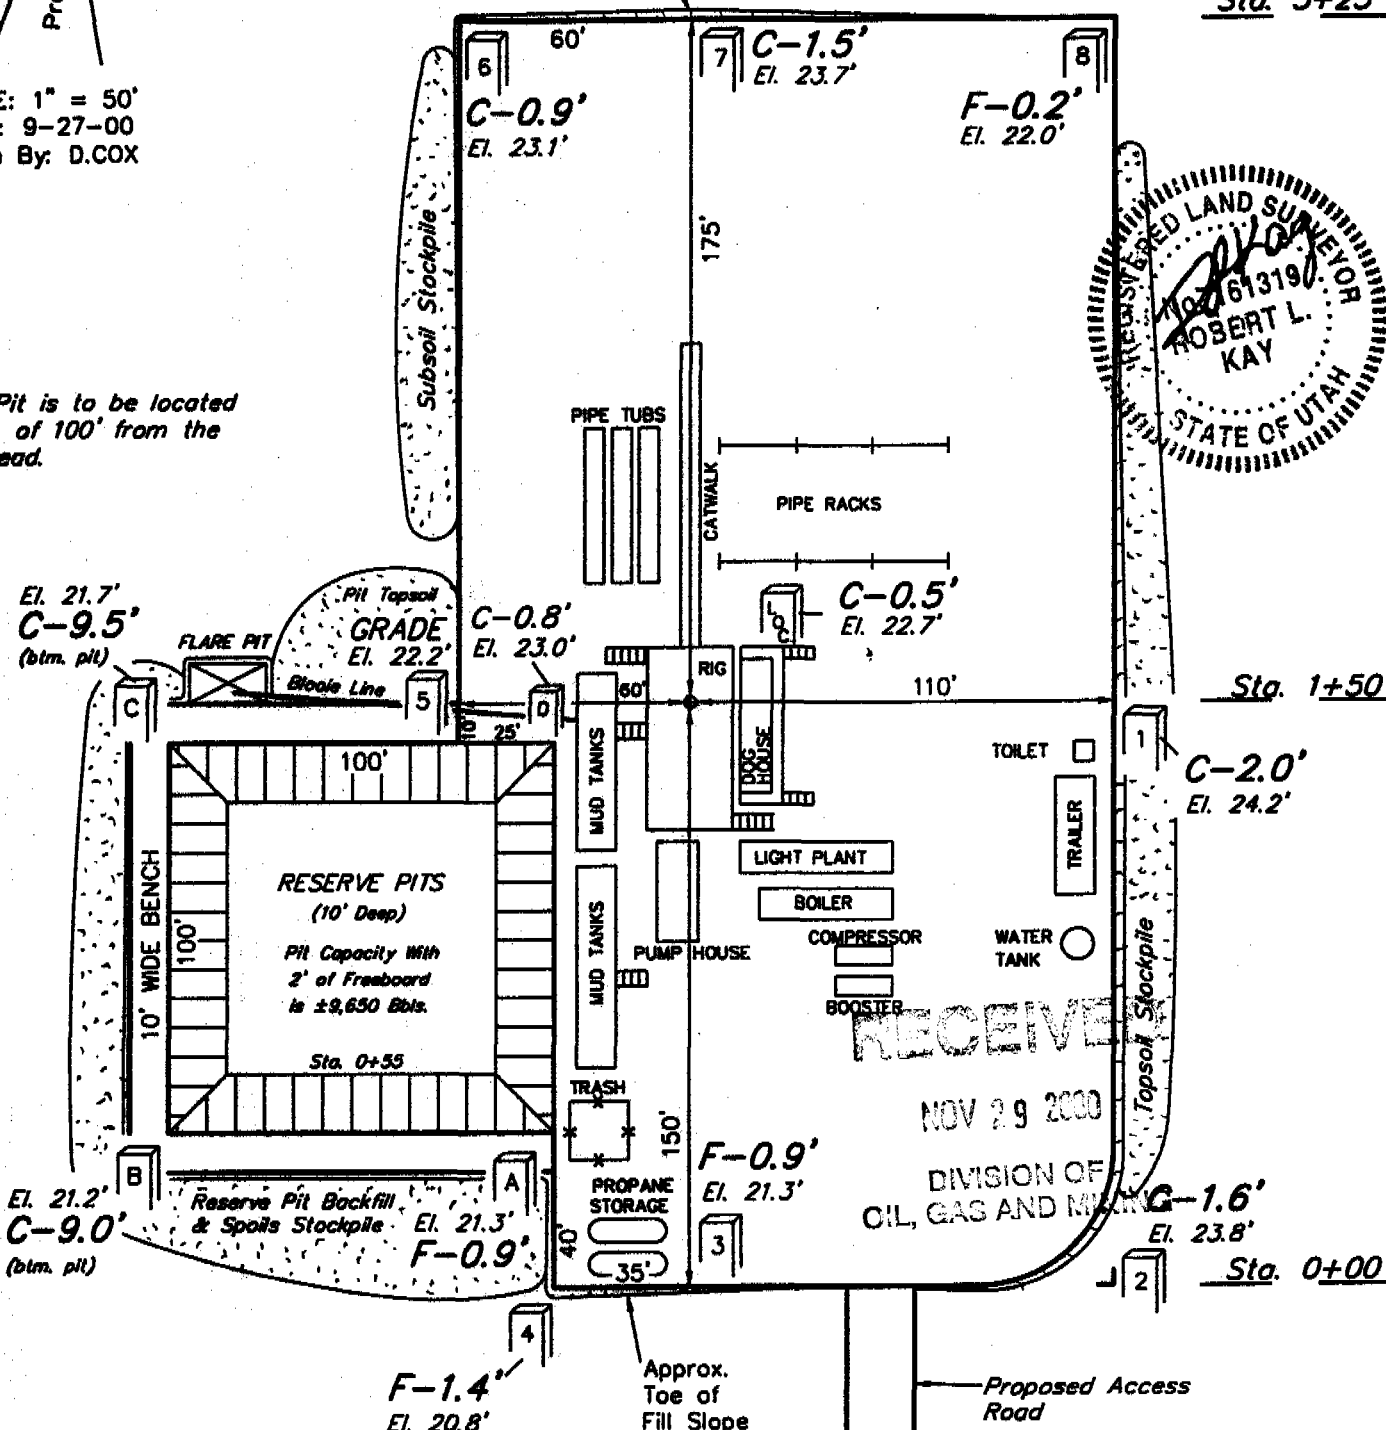 Sta. 3+25
E: 1" = 50'
: 9-27-00
By: D.COX
60'
6
C-0.9'
El. 23.1'
7
C-1.5'
El. 23.7'
8
F-0.2'
El. 22.0'
175'
Subsoil Stockpile
REGISTERED LAND SURVEYOR
No. 161319
ROBERT L.
KAY
STATE OF UTAH
Pit is to be located
of 100' from the
ead.
PIPE TUBS
CATWALK
PIPE RACKS
El. 21.7'
C-9.5'
(btm. pit)
FLARE PIT
Pit Topsoil
GRADE
El. 22.2'
C-0.8'
El. 23.0'
LOC
C-0.5'
El. 22.7'
Blooie Line
C
5
D
60'
RIG
110'
Sta. 1+50
10'
25'
1
C-2.0'
El. 24.2'
TOILET
TRAILER
DOG HOUSE
MUD TANKS
100'
10' WIDE BENCH
100'
RESERVE PITS
(10' Deep)
Pit Capacity With
2' of Freeboard
is ±9,650 Bbls.
Sta. 0+55
LIGHT PLANT
BOILER
COMPRESSOR
BOOSTER
PUMP HOUSE
MUD TANKS
WATER
TANK
Topsoil Stockpile
RECEIVED
NOV 29 2000
DIVISION OF
OIL, GAS AND MINING
TRASH
150'
PROPANE
STORAGE
40'
35'
F-0.9'
El. 21.3'
3
C-1.6'
El. 23.8'
2
Sta. 0+00
B
El. 21.2'
C-9.0'
(btm. pit)
Reserve Pit Backfill
& Spoils Stockpile
A
El. 21.3'
F-0.9'
4
F-1.4'
El. 20.8'
Approx.
Toe of
Fill Slope
Proposed Access
Road